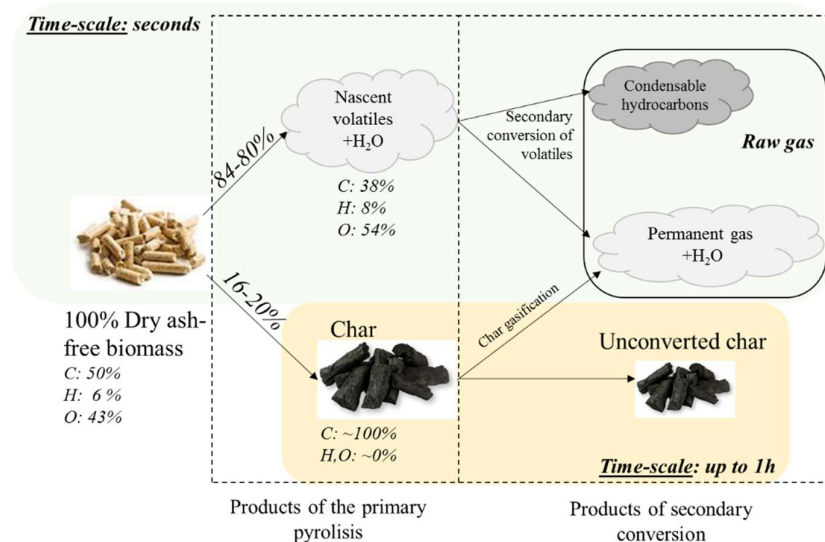 Time-scale: seconds
Nascent
volatiles
+H₂O
C: 38%
H: 8%
O: 54%
84-80%
16-20%
100% Dry ash-
free biomass
C: 50%
H: 6 %
O: 43%
Char
C: ~100%
H,O: ~0%
Secondary
conversion of
volatiles
Char gasification
Condensable
hydrocarbons
Raw gas
Permanent gas
+H₂O
Unconverted char
Time-scale: up to 1h
Products of the primary
pyrolisis
Products of secondary
conversion